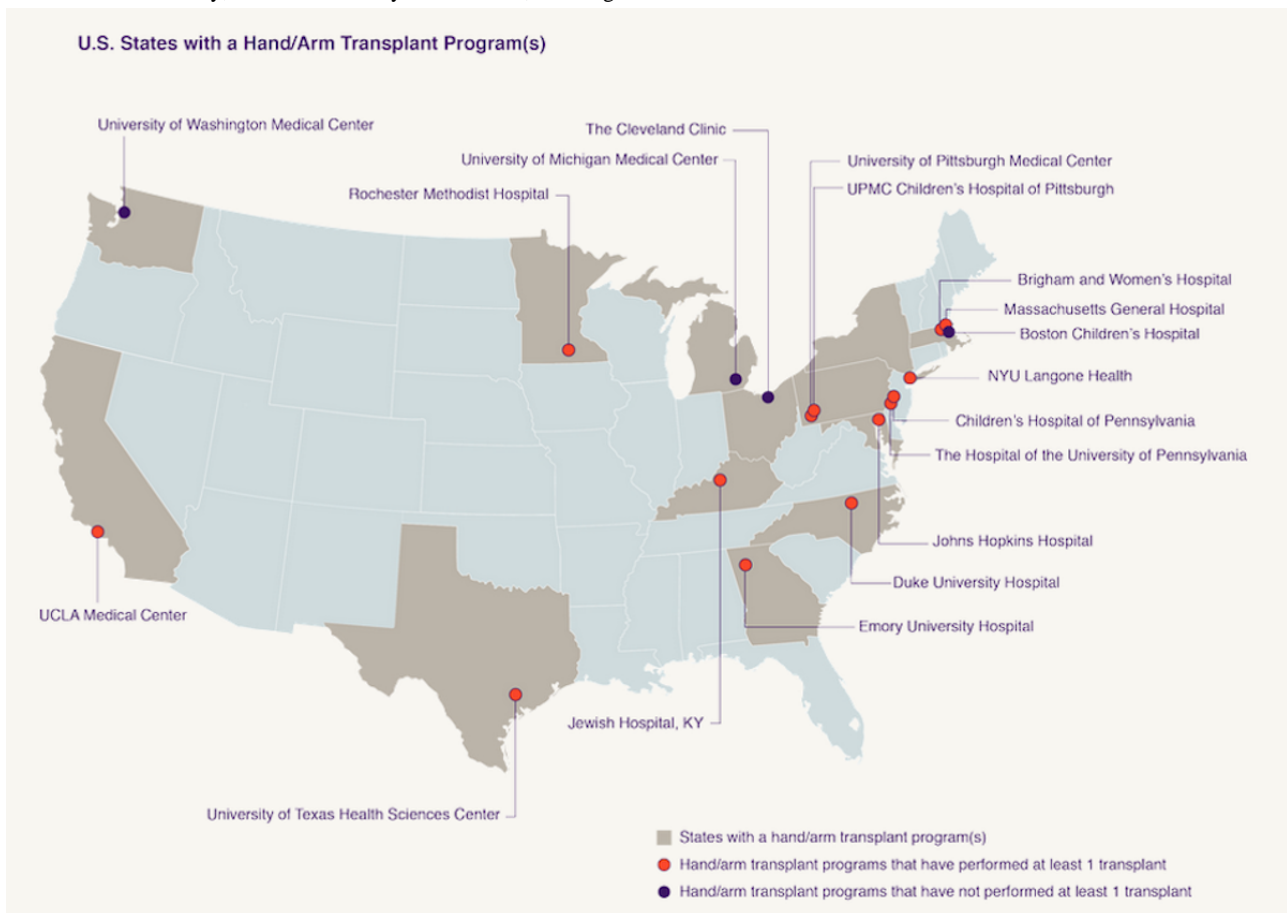 U.S. States with a Hand/Arm Transplant Program(s)
University of Washington Medical Center
The Cleveland Clinic
University of Michigan Medical Center
University of Pittsburgh Medical Center
Rochester Methodist Hospital
UPMC Children's Hospital of Pittsburgh
Brigham and Women's Hospital
Massachusetts General Hospital
Boston Children's Hospital
NYU Langone Health
Children's Hospital of Pennsylvania
The Hospital of the University of Pennsylvania
Johns Hopkins Hospital
Duke University Hospital
UCLA Medical Center
Emory University Hospital
Jewish Hospital, KY
University of Texas Health Sciences Center
States with a hand/arm transplant program(s)
Hand/arm transplant programs that have performed at least 1 transplant
Hand/arm transplant programs that have not performed at least 1 transplant